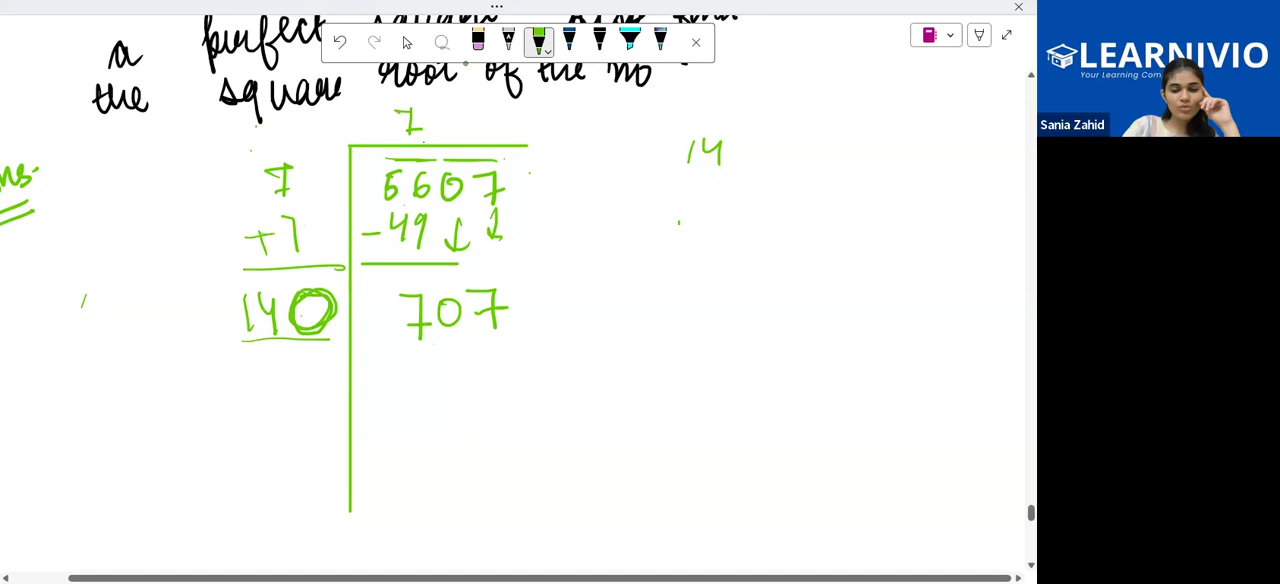 LEARNIVIO
Your Learning Com
Sania Zahid
a perfect
the square root of the no
ns.
7
7 5607
+7 -49
140 707
14